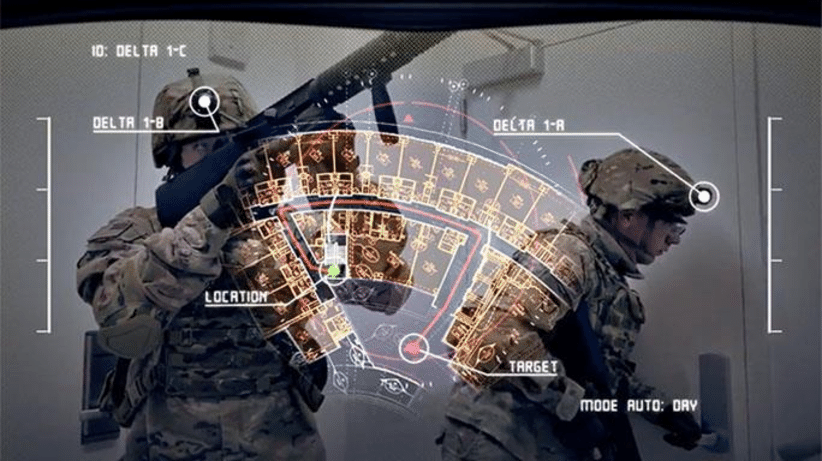 ID: DELTA 1-C
DELTA 1-B
DELTA 1-A
LOCATION
TARGET
MODE AUTO: DAY